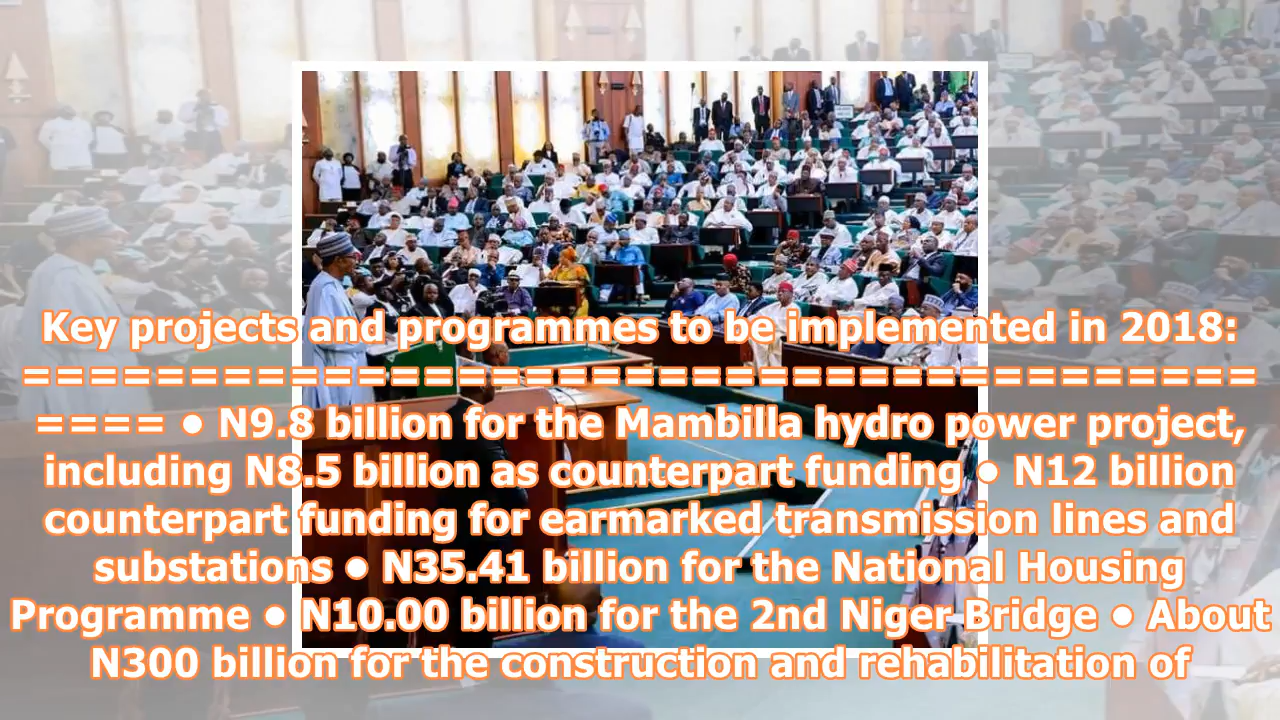 Key projects and programmes to be implemented in 2018:
======================================
==== ● N9.8 billion for the Mambilla hydro power project,
including N8.5 billion as counterpart funding ● N12 billion
counterpart funding for earmarked transmission lines and
substations ● N35.41 billion for the National Housing
Programme ● N10.00 billion for the 2nd Niger Bridge ● About
N300 billion for the construction and rehabilitation of